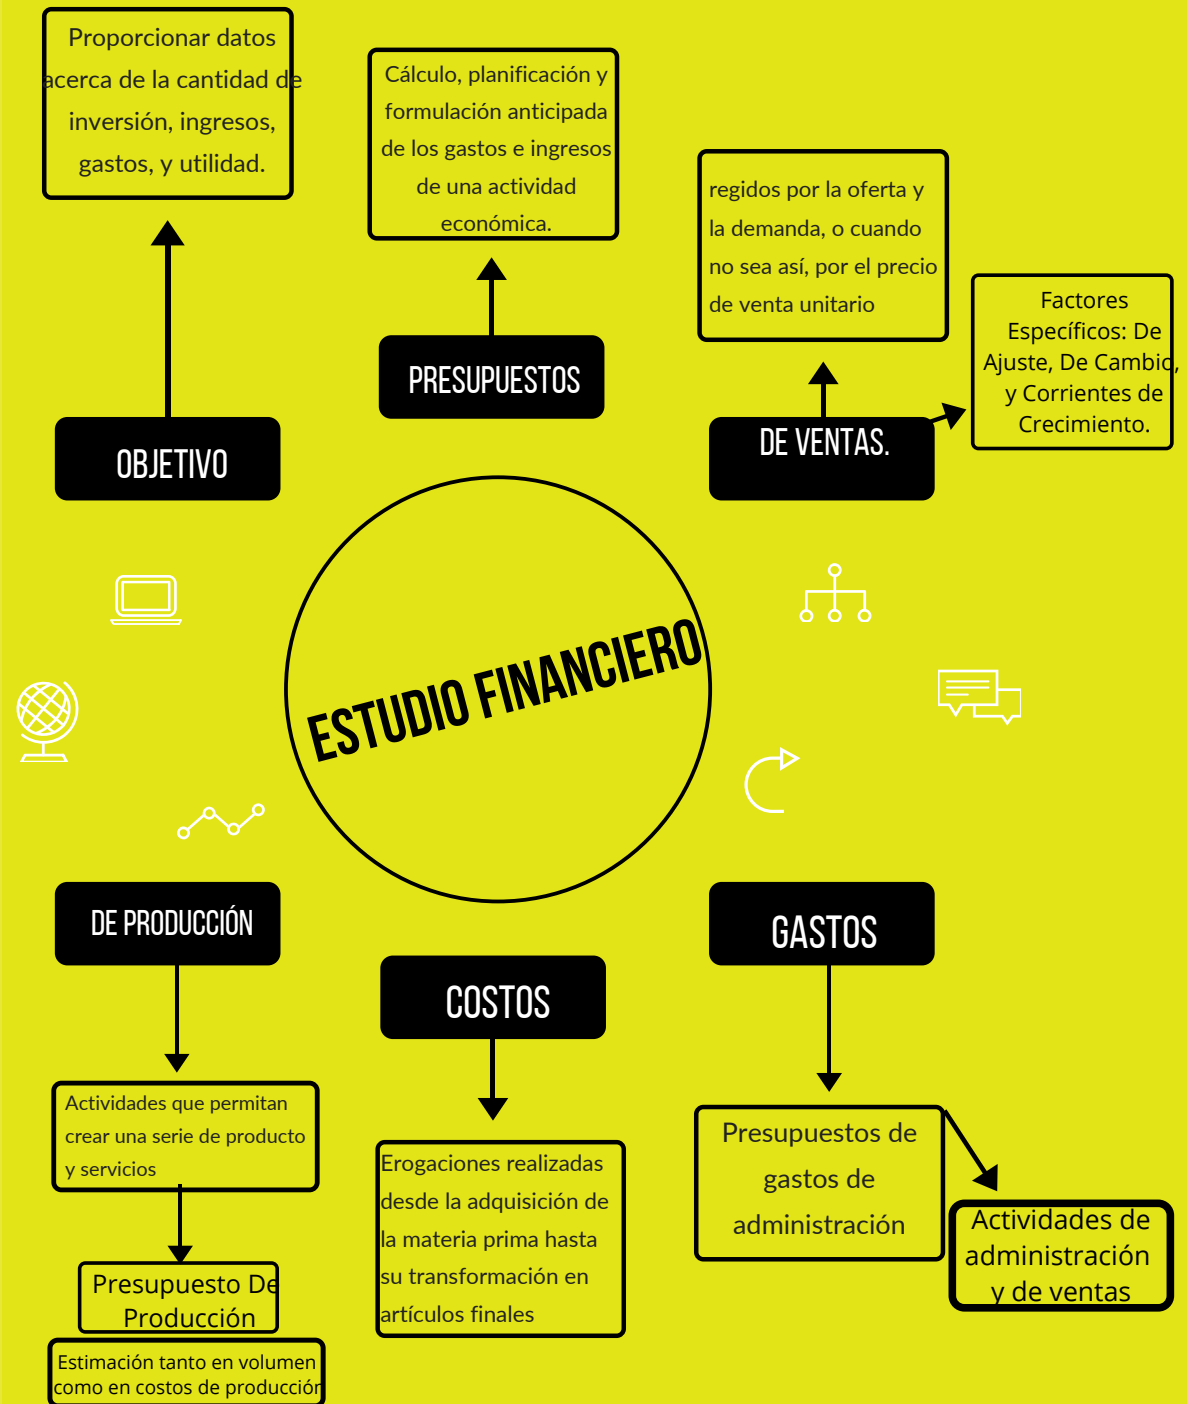 Proporcionar datos
acerca de la cantidad de
inversión, ingresos,
gastos, y utilidad.
Cálculo, planificación y
formulación anticipada
de los gastos e ingresos
de una actividad
económica.
regidos por la oferta y
la demanda, o cuando
no sea así, por el precio
de venta unitario
Factores
Específicos: De
Ajuste, De Cambio,
y Corrientes de
Crecimiento.
OBJETIVO
PRESUPUESTOS
DE VENTAS.
ESTUDIO FINANCIERO
DE PRODUCCIÓN
COSTOS
GASTOS
Actividades que permitan
crear una serie de producto
y servicios
Presupuesto De
Producción
Estimación tanto en volumen
como en costos de producción
Erogaciones realizadas
desde la adquisición de
la materia prima hasta
su transformación en
artículos finales
Presupuestos de
gastos de
administración
Actividades de
administración
y de ventas